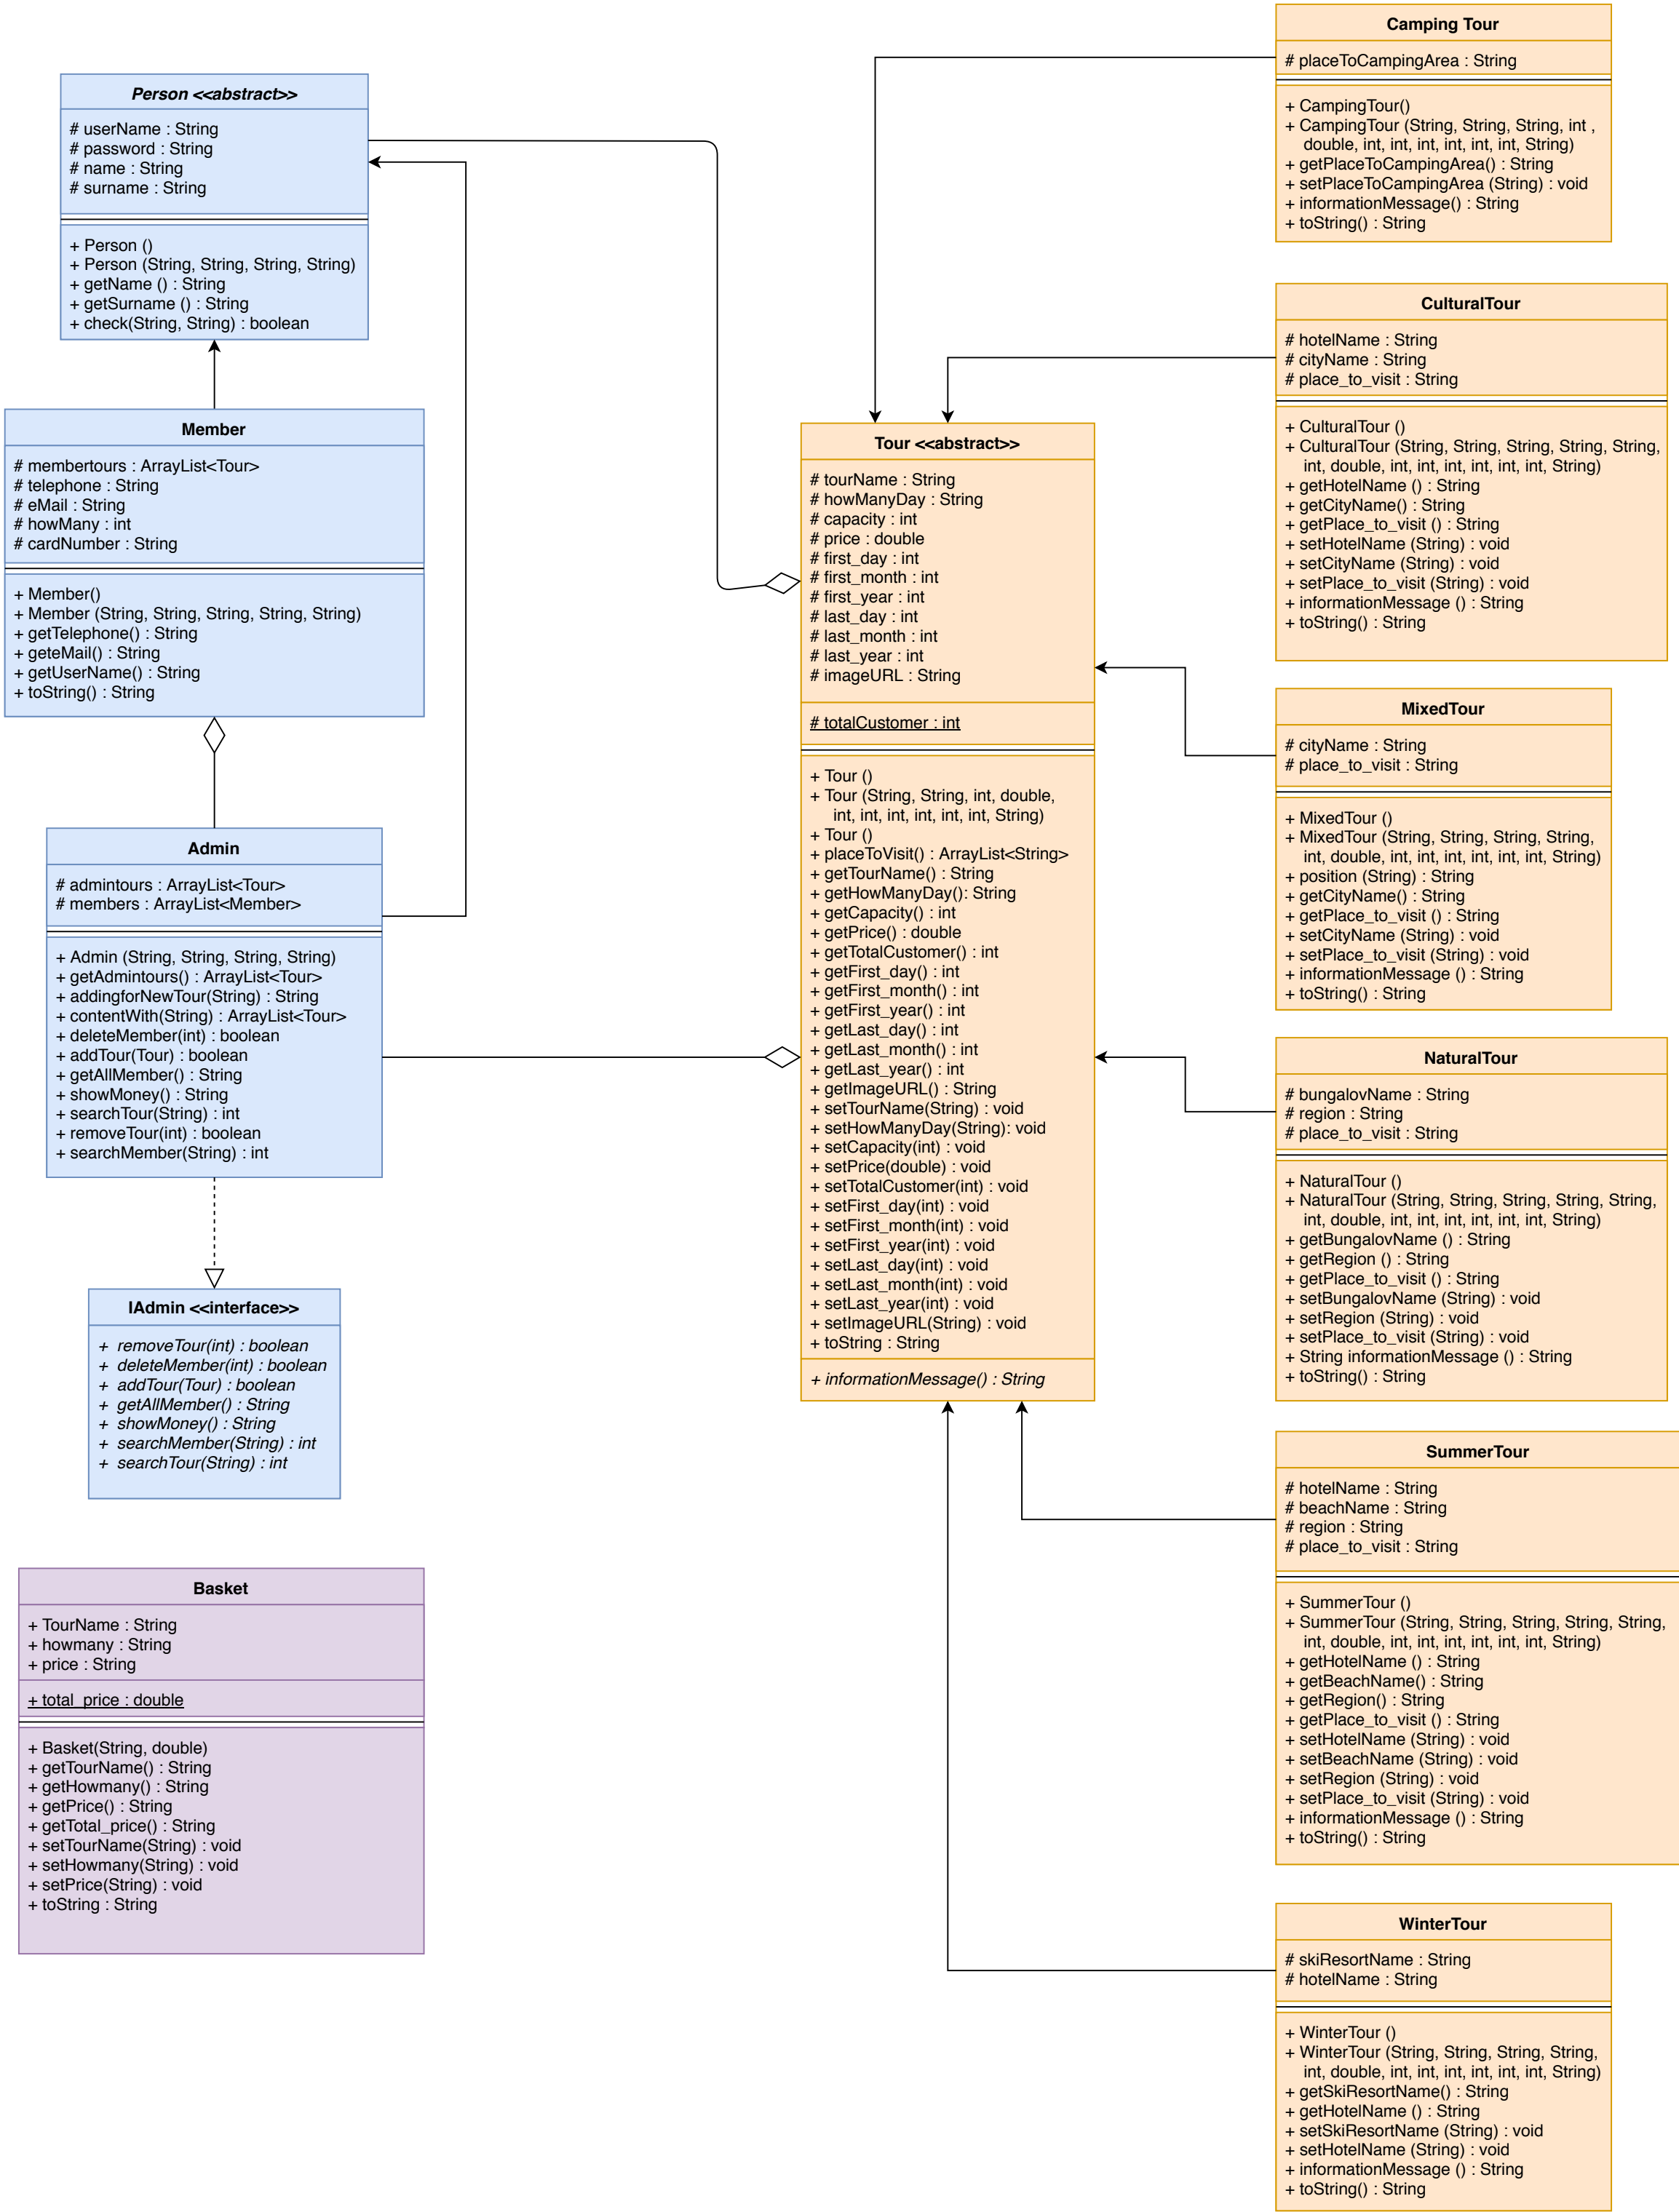 Person <<abstract>>
# userName : String
# password : String
# name : String
# surname : String
+ Person ()
+ Person (String, String, String, String)
+ getName () : String
+ getSurname () : String
+ check(String, String) : boolean
Member
# membertours : ArrayList<Tour>
# telephone : String
# eMail : String
# howMany : int
# cardNumber : String
+ Member()
+ Member (String, String, String, String, String)
+ getTelephone() : String
+ geteMail() : String
+ getUserName() : String
+ toString() : String
Admin
# admintours : ArrayList<Tour>
# members : ArrayList<Member>
+ Admin (String, String, String, String)
+ getAdmintours() : ArrayList<Tour>
+ addingforNewTour(String) : String
+ contentWith(String) : ArrayList<Tour>
+ deleteMember(int) : boolean
+ addTour(Tour) : boolean
+ getAllMember() : String
+ showMoney() : String
+ searchTour(String) : int
+ removeTour(int) : boolean
+ searchMember(String) : int
IAdmin <<interface>>
+ removeTour(int) : boolean
+ deleteMember(int) : boolean
+ addTour(Tour) : boolean
+ getAllMember() : String
+ showMoney() : String
+ searchMember(String) : int
+ searchTour(String) : int
Basket
+ TourName : String
+ howmany : String
+ price : String
+ total_price : double
+ Basket(String, double)
+ getTourName() : String
+ getHowmany() : String
+ getPrice() : String
+ getTotal_price() : String
+ setTourName(String) : void
+ setHowmany(String) : void
+ setPrice(String) : void
+ toString : String
Tour <<abstract>>
# tourName : String
# howManyDay : String
# capacity : int
# price : double
# first_day : int
# first_month : int
# first_year : int
# last_day : int
# last_month : int
# last_year : int
# imageURL : String
# totalCustomer : int
+ Tour ()
+ Tour (String, String, int, double,
int, int, int, int, int, int, String)
+ Tour ()
+ placeToVisit() : ArrayList<String>
+ getTourName() : String
+ getHowManyDay(): String
+ getCapacity() : int
+ getPrice() : double
+ getTotalCustomer() : int
+ getFirst_day() : int
+ getFirst_month() : int
+ getFirst_year() : int
+ getLast_day() : int
+ getLast_month() : int
+ getLast_year() : int
+ getImageURL() : String
+ setTourName(String) : void
+ setHowManyDay(String): void
+ setCapacity(int) : void
+ setPrice(double) : void
+ setTotalCustomer(int) : void
+ setFirst_day(int) : void
+ setFirst_month(int) : void
+ setFirst_year(int) : void
+ setLast_day(int) : void
+ setLast_month(int) : void
+ setLast_year(int) : void
+ setImageURL(String) : void
+ toString : String
+ informationMessage() : String
Camping Tour
# placeToCampingArea : String
+ CampingTour()
+ CampingTour (String, String, String, int ,
double, int, int, int, int, int, int, String)
+ getPlaceToCampingArea() : String
+ setPlaceToCampingArea (String) : void
+ informationMessage() : String
+ toString() : String
CulturalTour
# hotelName : String
# cityName : String
# place_to_visit : String
+ CulturalTour ()
+ CulturalTour (String, String, String, String, String,
int, double, int, int, int, int, int, int, String)
+ getHotelName () : String
+ getCityName() : String
+ getPlace_to_visit () : String
+ setHotelName (String) : void
+ setCityName (String) : void
+ setPlace_to_visit (String) : void
+ informationMessage () : String
+ toString() : String
MixedTour
# cityName : String
# place_to_visit : String
+ MixedTour ()
+ MixedTour (String, String, String, String,
int, double, int, int, int, int, int, int, String)
+ position (String) : String
+ getCityName() : String
+ getPlace_to_visit () : String
+ setCityName (String) : void
+ setPlace_to_visit (String) : void
+ informationMessage () : String
+ toString() : String
NaturalTour
# bungalovName : String
# region : String
# place_to_visit : String
+ NaturalTour ()
+ NaturalTour (String, String, String, String, String,
int, double, int, int, int, int, int, int, String)
+ getBungalovName () : String
+ getRegion () : String
+ getPlace_to_visit () : String
+ setBungalovName (String) : void
+ setRegion (String) : void
+ setPlace_to_visit (String) : void
+ String informationMessage () : String
+ toString() : String
SummerTour
# hotelName : String
# beachName : String
# region : String
# place_to_visit : String
+ SummerTour ()
+ SummerTour (String, String, String, String, String,
int, double, int, int, int, int, int, int, String)
+ getHotelName () : String
+ getBeachName() : String
+ getRegion() : String
+ getPlace_to_visit () : String
+ setHotelName (String) : void
+ setBeachName (String) : void
+ setRegion (String) : void
+ setPlace_to_visit (String) : void
+ informationMessage () : String
+ toString() : String
WinterTour
# skiResortName : String
# hotelName : String
+ WinterTour ()
+ WinterTour (String, String, String, String,
int, double, int, int, int, int, int, int, String)
+ getSkiResortName() : String
+ getHotelName () : String
+ setSkiResortName (String) : void
+ setHotelName (String) : void
+ informationMessage () : String
+ toString() : String